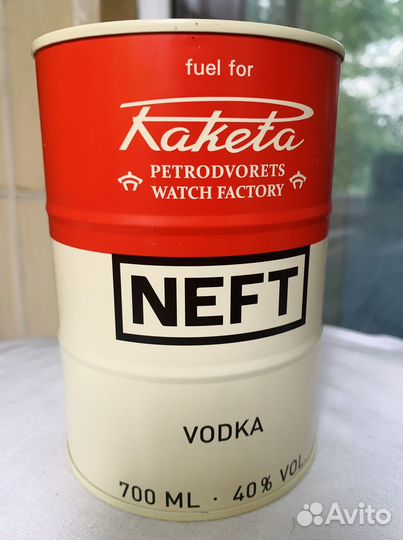 fuel for
Raketa
PETRODVORETS
WATCH FACTORY
NEFT
VODKA
700 ML · 40% VOL.
Avito